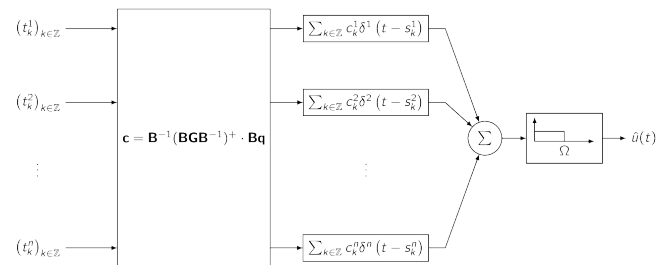 (t_k^1)_{k∈ℤ}
∑_{k∈ℤ} c_k^1 δ^1 (t − s_k^1)
(t_k^2)_{k∈ℤ}
∑_{k∈ℤ} c_k^2 δ^2 (t − s_k^2)
𝐜 = 𝐁^{−1}(𝐁𝐆𝐁^{−1})^+ · 𝐁𝐪
∑
Ω
û(t)
⋮
⋮
(t_k^n)_{k∈ℤ}
∑_{k∈ℤ} c_k^n δ^n (t − s_k^n)